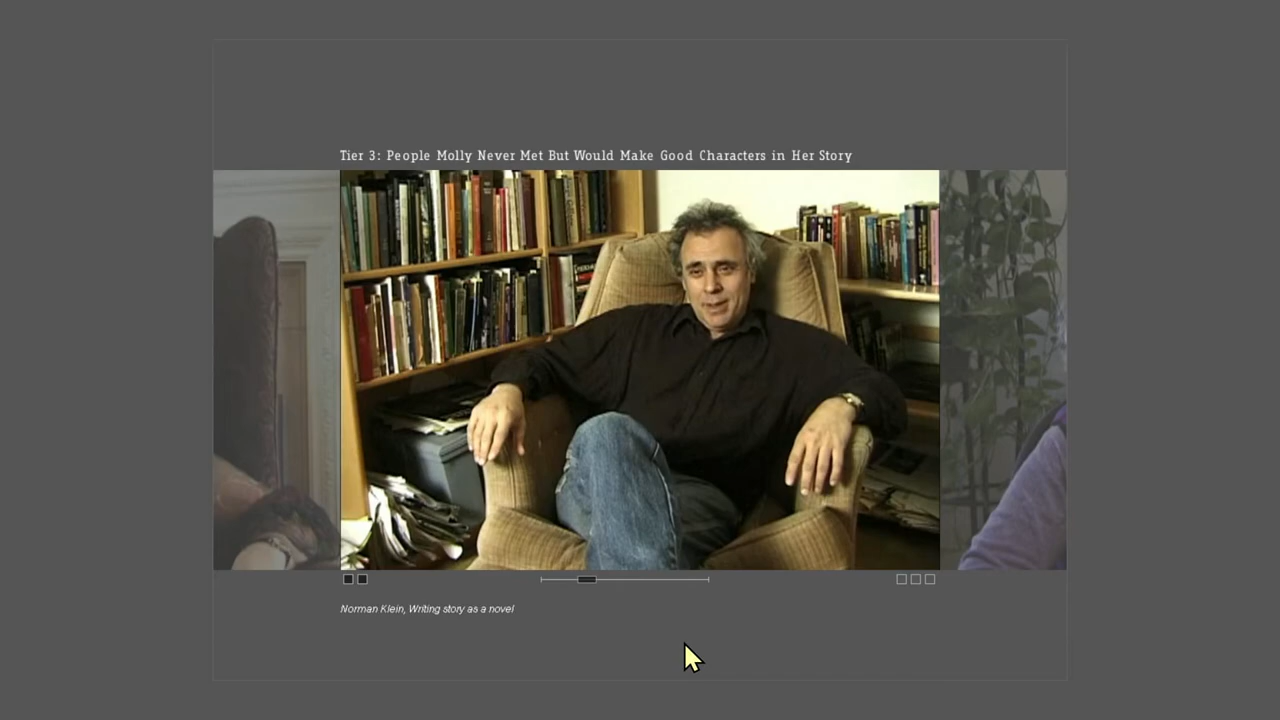 Tier 3: People Molly Never Met But Would Make Good Characters in Her Story
Norman Klein, Writing story as a novel